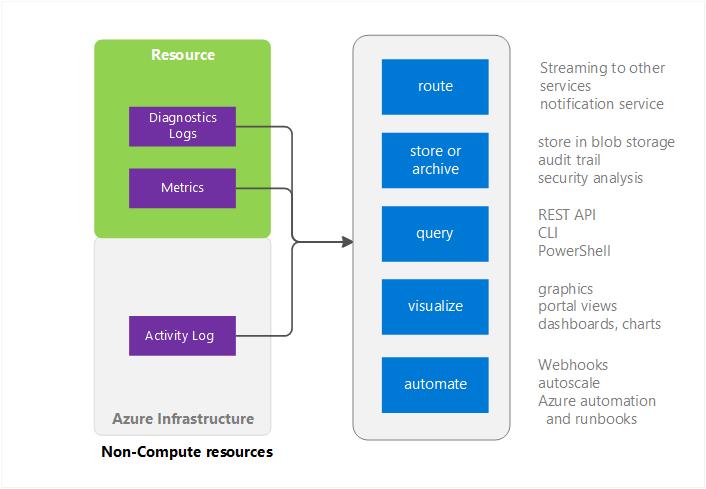 Resource
Diagnostics
Logs
Metrics
Activity Log
Azure Infrastructure
Non-Compute resources
route
Streaming to other
services
notification service
store or
archive
store in blob storage
audit trail
security analysis
query
REST API
CLI
PowerShell
visualize
graphics
portal views
dashboards, charts
automate
Webhooks
autoscale
Azure automation
and runbooks